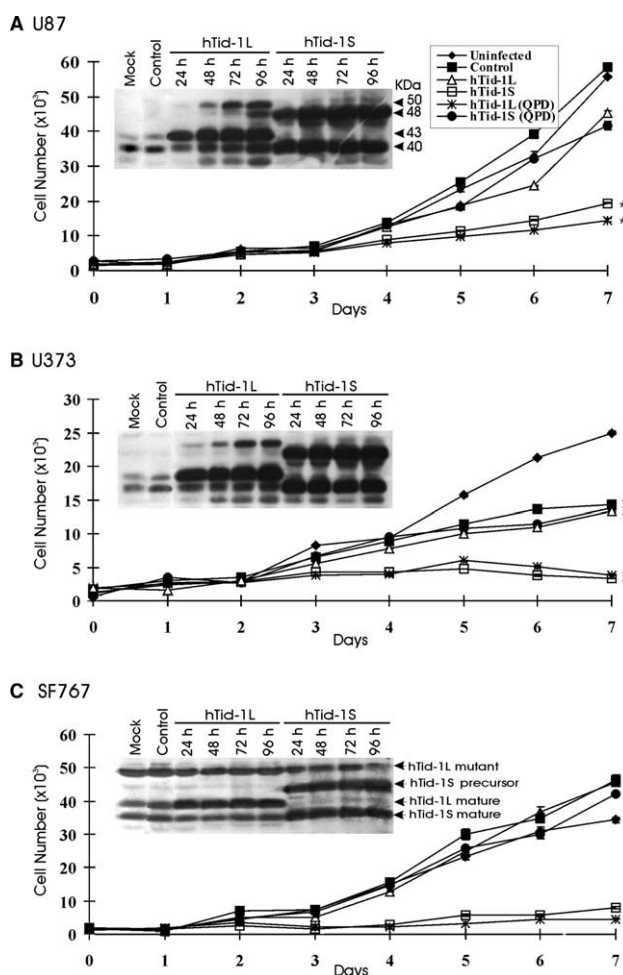 A U87
hTid-1L hTid-1S
Mock Control 24 h 48 h 72 h 96 h 24 h 48 h 72 h 96 h
KDa
50
48
43
40
Uninfected
Control
hTid-1L
hTid-1S
hTid-1L (QPD)
hTid-1S (QPD)
Cell Number (x10³)
60
50
40
30
20
10
0
*
*
0 1 2 3 4 5 6 7
Days
B U373
hTid-1L hTid-1S
Mock Control 24 h 48 h 72 h 96 h 24 h 48 h 72 h 96 h
Cell Number (x10³)
30
25
20
15
10
5
0
0 1 2 3 4 5 6 7
Days
C SF767
hTid-1L hTid-1S
Mock Control 24 h 48 h 72 h 96 h 24 h 48 h 72 h 96 h
hTid-1L mutant
hTid-1S precursor
hTid-1L mature
hTid-1S mature
Cell Number (x10³)
60
50
40
30
20
10
0
0 1 2 3 4 5 6 7
Days